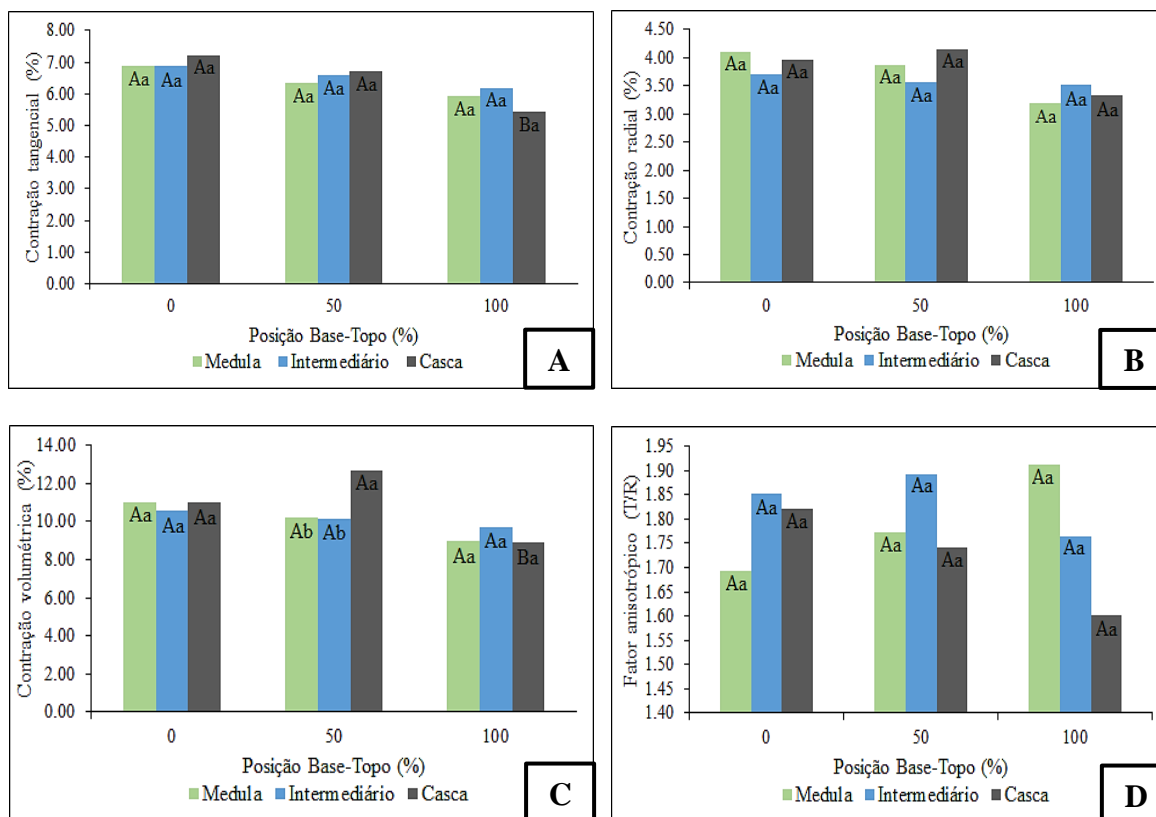 8.00
7.00
6.00
5.00
4.00
3.00
2.00
1.00
0.00
Contração tangencial (%)
Aa
Aa
Aa
Aa
Aa
Aa
Aa
Aa
Ba
0
50
100
Posição Base-Topo (%)
Medula Intermediário Casca
A
4.50
4.00
3.50
3.00
2.50
2.00
1.50
1.00
0.50
0.00
Contração radial (%)
Aa
Aa
Aa
Aa
Aa
Aa
Aa
Aa
Aa
0
50
100
Posição Base-Topo (%)
Medula Intermediário Casca
B
14.00
12.00
10.00
8.00
6.00
4.00
2.00
0.00
Contração volumétrica (%)
Aa
Aa
Aa
Ab
Ab
Aa
Aa
Aa
Ba
0
50
100
Posição Base-Topo (%)
Medula Intermediário Casca
C
1.95
1.90
1.85
1.80
1.75
1.70
1.65
1.60
1.55
1.50
1.45
1.40
Fator anisotrópico (T/R)
Aa
Aa
Aa
Aa
Aa
Aa
Aa
Aa
Aa
0
50
100
Posição Base-Topo (%)
Medula Intermediário Casca
D